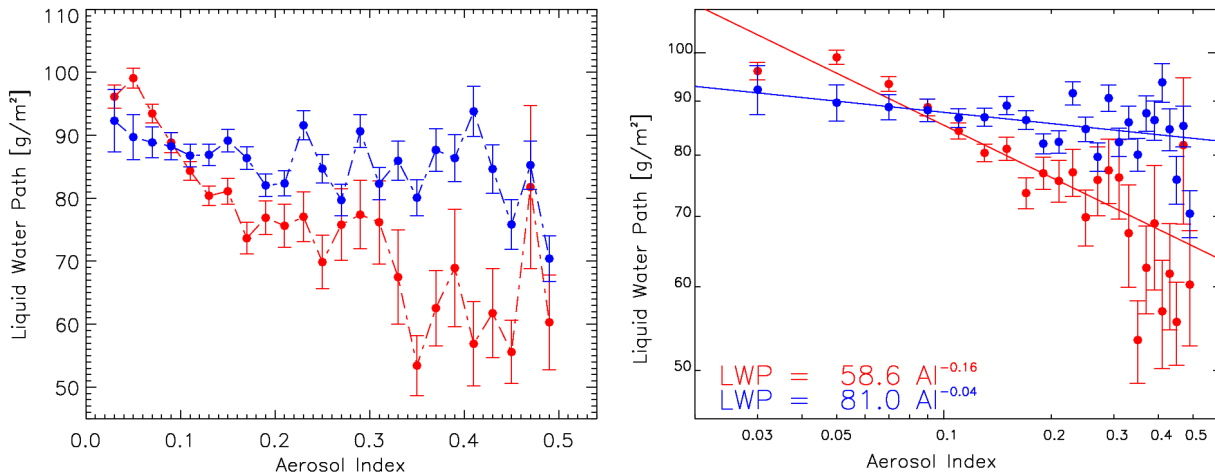 110
100
90
80
70
60
50
Liquid Water Path [g/m²]
0.0 0.1 0.2 0.3 0.4 0.5
Aerosol Index
100
90
80
70
60
50
Liquid Water Path [g/m²]
LWP = 58.6 AI^-0.16
LWP = 81.0 AI^-0.04
0.03 0.05 0.1 0.2 0.3 0.4 0.5
Aerosol Index